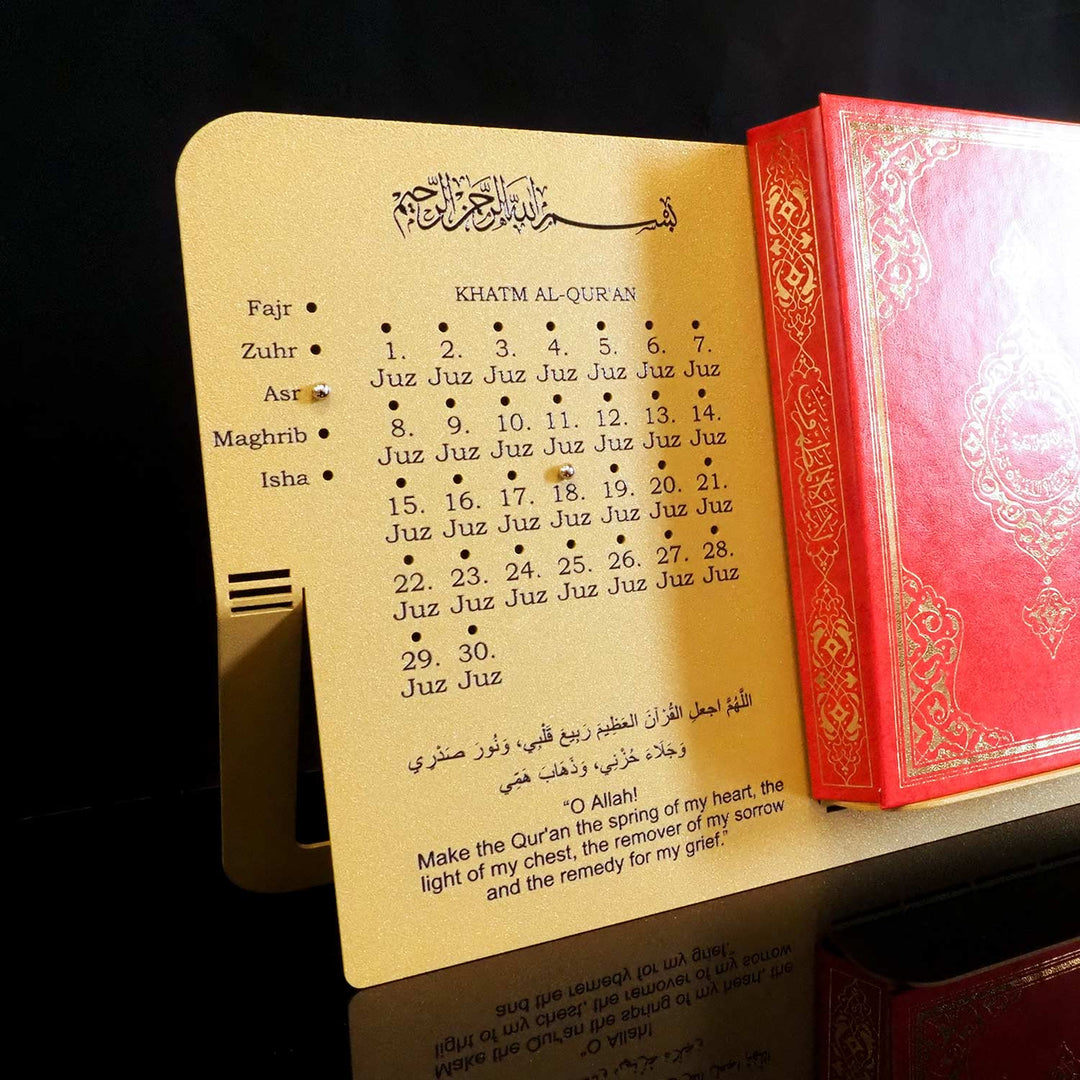 بسم الله الرحمن الرحيم
KHATM AL-QUR'AN
Fajr
Zuhr
Asr
Maghrib
Isha
1. 2. 3. 4. 5. 6. 7.
Juz Juz Juz Juz Juz Juz Juz
8. 9. 10. 11. 12. 13. 14.
Juz Juz Juz Juz Juz Juz Juz
15. 16. 17. 18. 19. 20. 21.
Juz Juz Juz Juz Juz Juz Juz
22. 23. 24. 25. 26. 27. 28.
Juz Juz Juz Juz Juz Juz Juz
29. 30.
Juz Juz
اللَّهُمَّ اجعلِ القُرْآنَ العَظِيمَ رَبِيعَ قَلْبِي، وَنُورَ صَدْرِي
وَجَلَاءَ حُزْنِي، وَذَهَابَ هَمِّي
“O Allah!
Make the Qur'an the spring of my heart, the
light of my chest, the remover of my sorrow
and the remedy for my grief.”